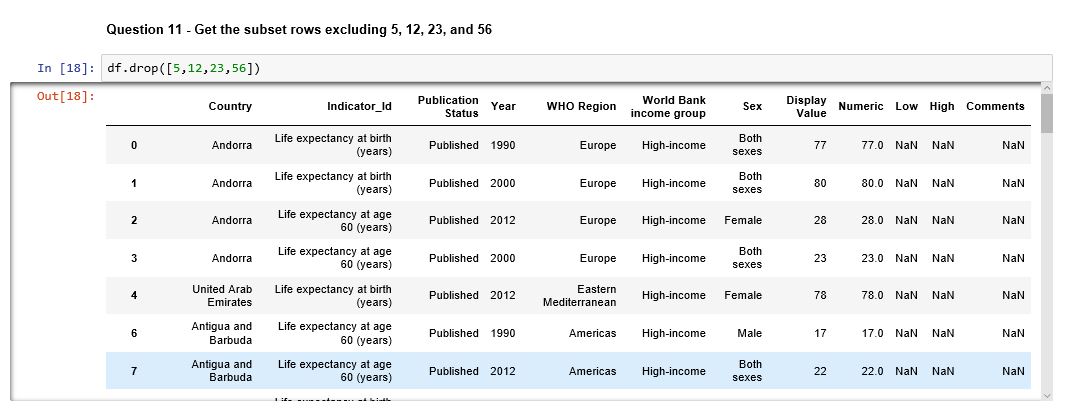 Question 11 - Get the subset rows excluding 5, 12, 23, and 56
In [18]: df.drop([5,12,23,56])
Out[18]:
Country Indicator_Id Publication Status Year WHO Region World Bank income group Sex Display Value Numeric Low High Comments
0 Andorra Life expectancy at birth (years) Published 1990 Europe High-income Both sexes 77 77.0 NaN NaN NaN
1 Andorra Life expectancy at birth (years) Published 2000 Europe High-income Both sexes 80 80.0 NaN NaN NaN
2 Andorra Life expectancy at age 60 (years) Published 2012 Europe High-income Female 28 28.0 NaN NaN NaN
3 Andorra Life expectancy at age 60 (years) Published 2000 Europe High-income Both sexes 23 23.0 NaN NaN NaN
4 United Arab Emirates Life expectancy at birth (years) Published 2012 Eastern Mediterranean High-income Female 78 78.0 NaN NaN NaN
6 Antigua and Barbuda Life expectancy at age 60 (years) Published 1990 Americas High-income Male 17 17.0 NaN NaN NaN
7 Antigua and Barbuda Life expectancy at age 60 (years) Published 2012 Americas High-income Both sexes 22 22.0 NaN NaN NaN